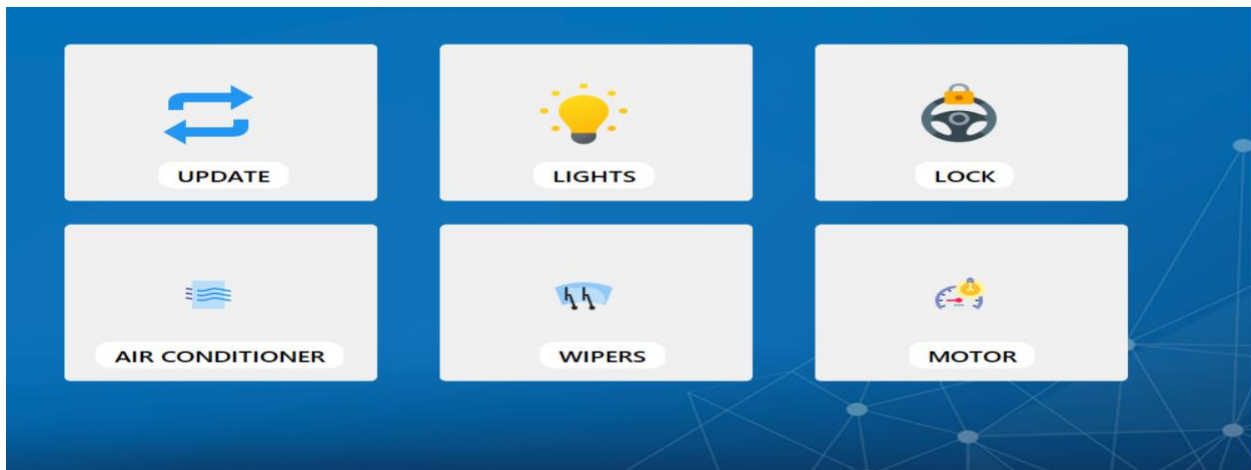 UPDATE
LIGHTS
LOCK
AIR CONDITIONER
WIPERS
MOTOR